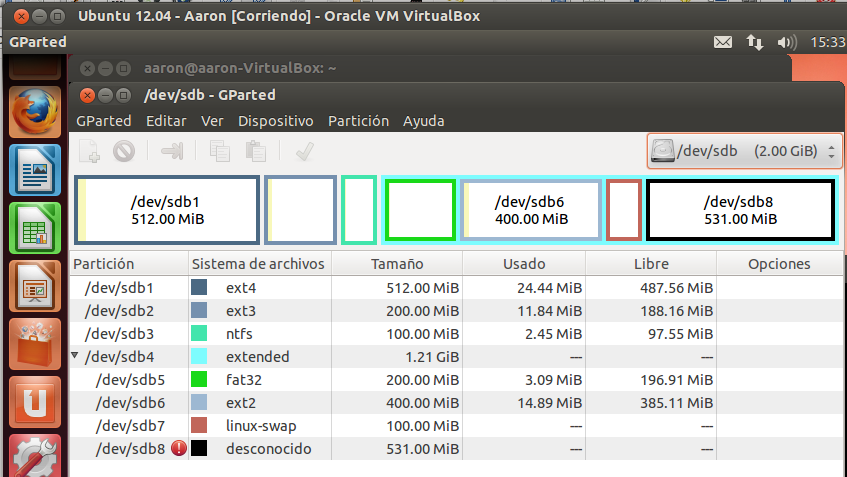 Ubuntu 12.04 - Aaron [Corriendo] - Oracle VM VirtualBox
GParted 15:33
aaron@aaron-VirtualBox: ~
/dev/sdb - GParted
GParted Editar Ver Dispositivo Partición Ayuda
/dev/sdb (2.00 GiB)
/dev/sdb1 /dev/sdb6 /dev/sdb8
512.00 MiB 400.00 MiB 531.00 MiB
Partición Sistema de archivos Tamaño Usado Libre Opciones
/dev/sdb1 ext4 512.00 MiB 24.44 MiB 487.56 MiB
/dev/sdb2 ext3 200.00 MiB 11.84 MiB 188.16 MiB
/dev/sdb3 ntfs 100.00 MiB 2.45 MiB 97.55 MiB
/dev/sdb4 extended 1.21 GiB --- ---
/dev/sdb5 fat32 200.00 MiB 3.09 MiB 196.91 MiB
/dev/sdb6 ext2 400.00 MiB 14.89 MiB 385.11 MiB
/dev/sdb7 linux-swap 100.00 MiB --- ---
/dev/sdb8 desconocido 531.00 MiB --- ---